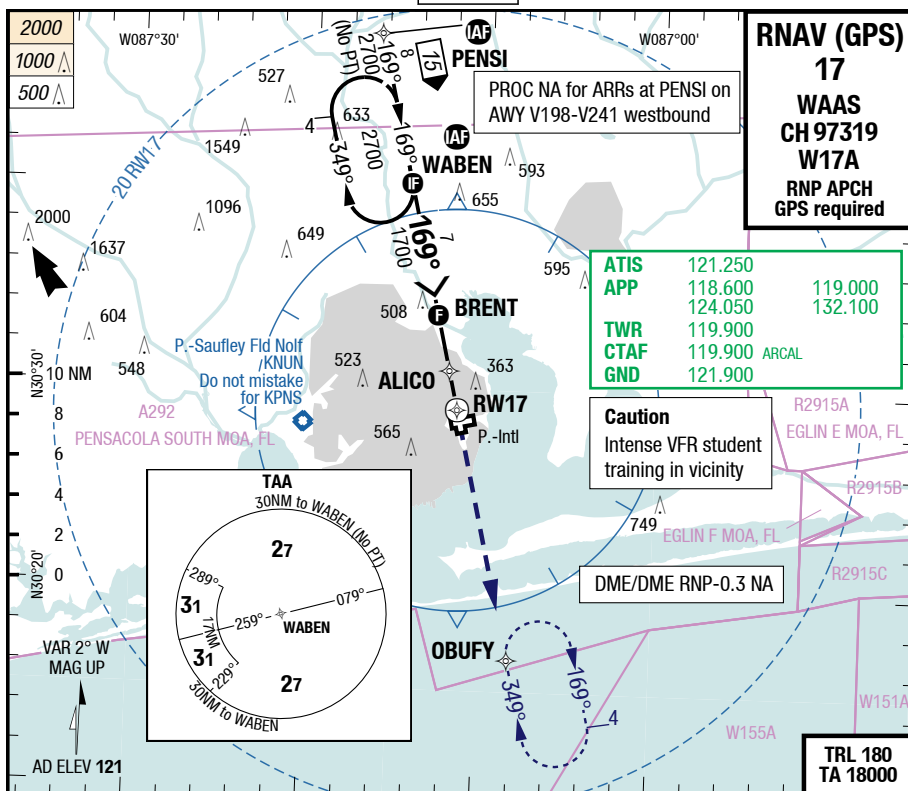 2000
1000
500
W087°30'
W087°00'
(No PT)
2700
169°
8
15
IAF
PENSI
RNAV (GPS)
17
WAAS
CH 97319
W17A
RNP APCH
GPS required
PROC NA for ARRs at PENSI on
AWY V198-V241 westbound
527
1549
633
4
349°
2700
169°
IAF
WABEN
IF
593
655
20 RW17
2000
1096
1637
649
169°
7
1700
595
604
548
508
F
BRENT
ATIS 121.250
APP 118.600 119.000
124.050 132.100
TWR 119.900
CTAF 119.900 ARCAL
GND 121.900
P.-Saufley Fld Nolf
KNUN
Do not mistake
for KPNS
523
ALICO
363
RW17
P.-Intl
565
N30°30'
10 NM
8
6
4
2
0
N30°20'
A292
PENSACOLA SOUTH MOA, FL
Caution
Intense VFR student
training in vicinity
R2915A
EGLIN E MOA, FL
R2915B
EGLIN F MOA, FL
R2915C
749
DME/DME RNP-0.3 NA
TAA
30NM to WABEN (No PT)
27
289°
31
17NM
259°
079°
WABEN
31
229°
27
30NM to WABEN
OBUFY
349°
169°
4
W151A
W155A
VAR 2° W
MAG UP
AD ELEV 121
TRL 180
TA 18000